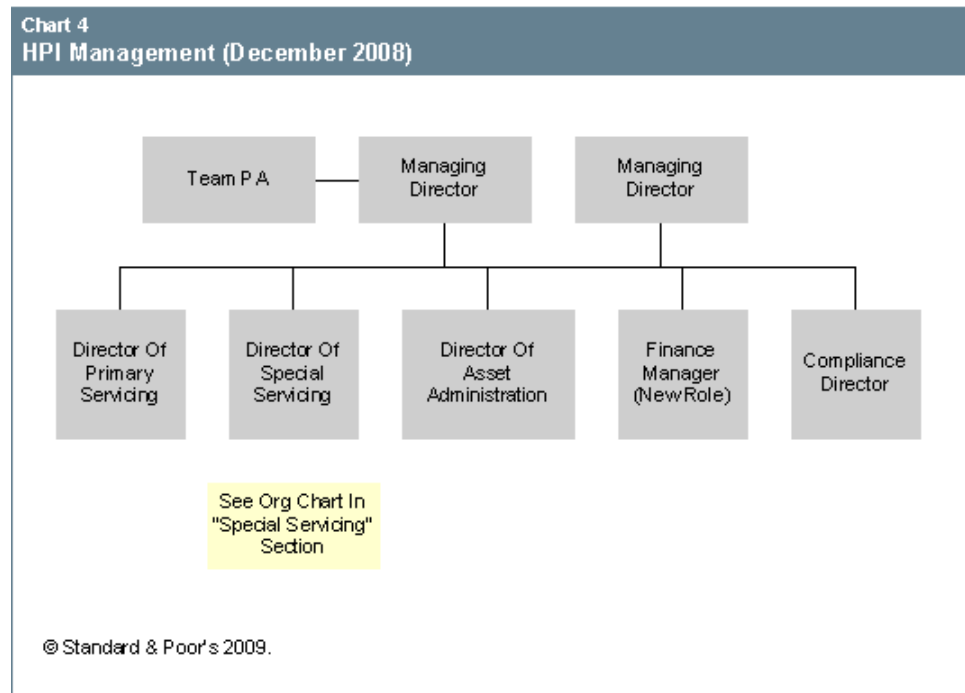 Chart 4
HPI Management (December 2008)
Team P A
Managing
Director
Managing
Director
Director Of
Primary
Servicing
Director Of
Special
Servicing
Director Of
Asset
Administration
Finance
Manager
(New Role)
Compliance
Director
See Org Chart In
"Special Servicing"
Section
© Standard & Poor's 2009.